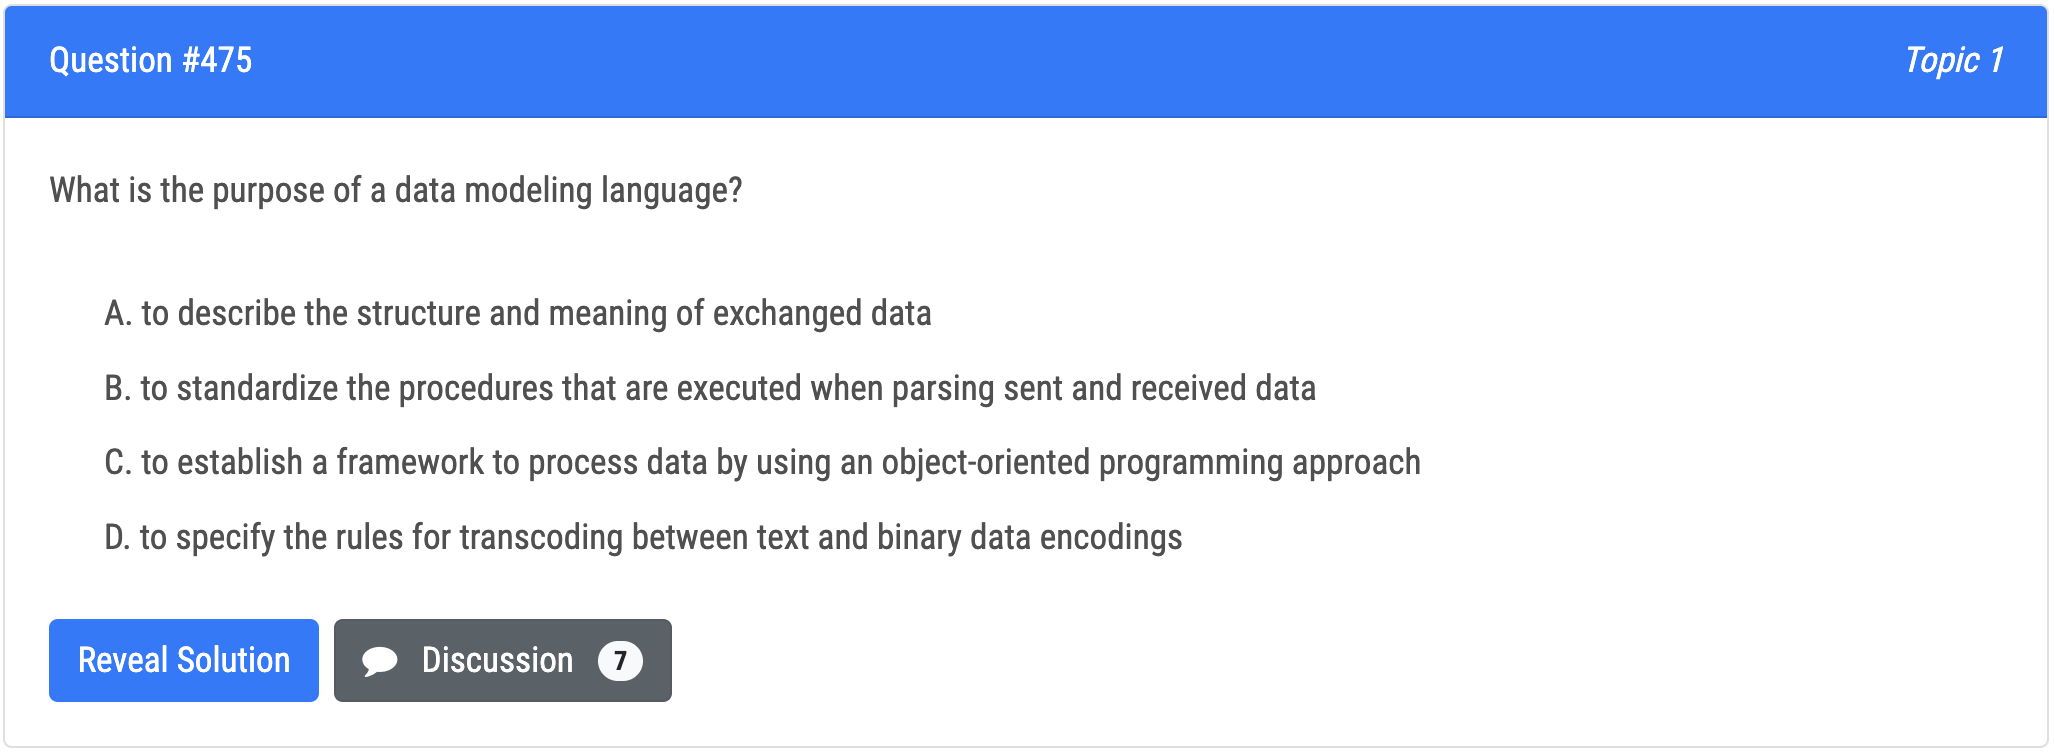 Question #475
Topic 1
What is the purpose of a data modeling language?
A. to describe the structure and meaning of exchanged data
B. to standardize the procedures that are executed when parsing sent and received data
C. to establish a framework to process data by using an object-oriented programming approach
D. to specify the rules for transcoding between text and binary data encodings
Reveal Solution
Discussion 7